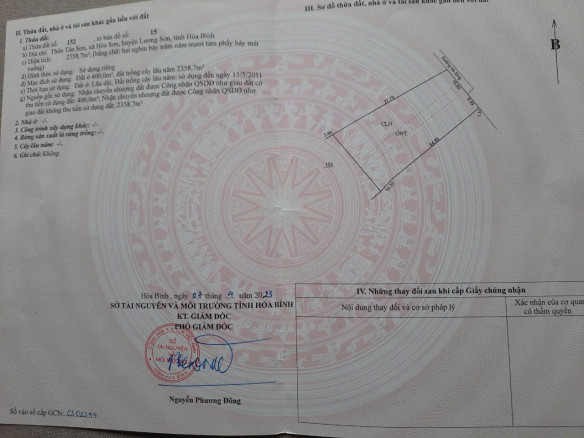 II. Thửa đất, nhà ở và tài sản khác gắn liền với đất
1. Thửa đất:
a) Thửa đất số: 152 , tờ bản đồ số: 15
b) Địa chỉ: Thôn Tân Sơn, xã Hòa Sơn, huyện Lương Sơn, tỉnh Hòa Bình
c) Diện tích: 2758,7m², (bằng chữ: hai nghìn bảy trăm năm mươi tám phẩy bảy mét
vuông)
d) Hình thức sử dụng: Sử dụng riêng
đ) Mục đích sử dụng: Đất ở 400,0m², đất trồng cây lâu năm: 2358,7m²
e) Thời hạn sử dụng: Đất ở: Lâu dài, Đất trồng cây lâu năm: sử dụng đến ngày 15/5/2051
g) Nguồn gốc sử dụng: Nhận chuyển nhượng đất được Công nhận QSDĐ như giao đất có
thu tiền sử dụng đất: 400,0m²; Nhận chuyển nhượng đất được Công nhận QSDĐ như
giao đất không thu tiền sử dụng đất: 2358,7m²
2. Nhà ở: -/-
3. Công trình xây dựng khác: -/-
4. Rừng sản xuất là rừng trồng: -/-
5. Cây lâu năm: -/-
6. Ghi chú: Không
III. Sơ đồ thửa đất, nhà ở và tài sản khác gắn liền với đất
B
CLN
ONT
Hòa Bình , ngày 07 tháng năm 2023
SỞ TÀI NGUYÊN VÀ MÔI TRƯỜNG TỈNH HÒA BÌNH
KT. GIÁM ĐỐC
PHÓ GIÁM ĐỐC
SỞ
TÀI NGUYÊN
Nguyễn Phương Đông
Số vào sổ cấp GCN:
IV. Những thay đổi sau khi cấp Giấy chứng nhận
Nội dung thay đổi và cơ sở pháp lý
Xác nhận của cơ quan
có thẩm quyền